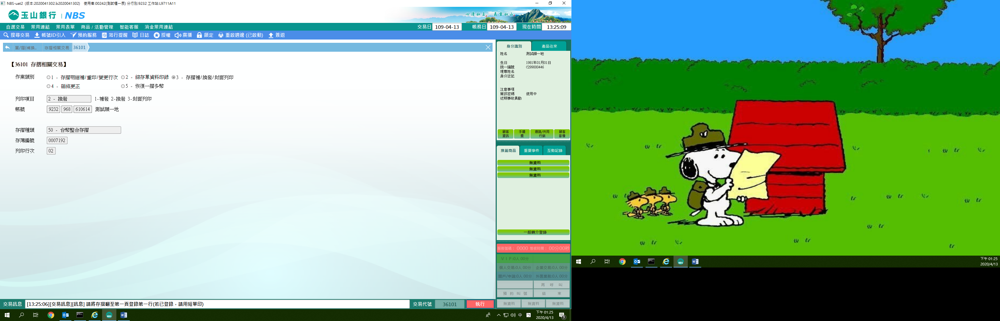 NBS-uat2 (版本:2020041302.b2020041302) 使用者:00242(測試櫃一辰) 分行別:9232 工作站:L9711A11
玉山銀行 | NBS
心清如玉。義重如山。
自選交易 常用連結 常用表單 商品 / 活動管理 智能客服 消金常用連結
交易日 109-04-13 帳務日 109-04-13 現在時間 13:25:09
搜尋交易 帳號ID引入 預約服務 蒞行提醒 日誌 授權 廣播 鎖定 重啟週邊 (已啟動) 簽退
單/摺(補換.. 存摺相關交易 36101
【36101 存摺相關交易】
作業類別 1 - 存摺明細補/重印/變更行次 2 - 綜存單資料印錄 3 - 存摺補/換發/封面列印
4 - 磁條更正 5 - 恢復一摺多幣
列印項目 2 - 換發 1-補發 2-換發 3-封面列印
帳號 9232 968 610614 測試顏一地
存摺種類 50 - 台幣整合存摺
存簿編號 0007192
列印行次 02
身分識別 產品往來
姓名 測試顏一地
生日 1981年01月01日
統一編號 C299000446
理專姓名
身分註記
注意事項
簡訊密碼 使用中
近期事故異動
顧客資訊 手續費 通路/共同行銷 顧客影像
推薦商品 重要事件 互動記錄
無資料
無資料
無資料
一般轉介登錄
服務號碼: 0000 等候時間: 00分00秒
V I P:0人 00分
個人交易:0人 00分 企業交易:0人 00分
開戶/申請:0人 00分 外匯業務:0人 00分
再 呼 叫
預 約 叫 號 結 束
無資料 無資料 無資料
交易訊息 [13:25:06][交易訊息][訊息] 請將存摺翻至第一頁登錄第一行(若已登錄，請用短單印) 交易代號 36101 執行
中 下午 01:25
2020/4/13
3
下午 01:25
2020/4/13